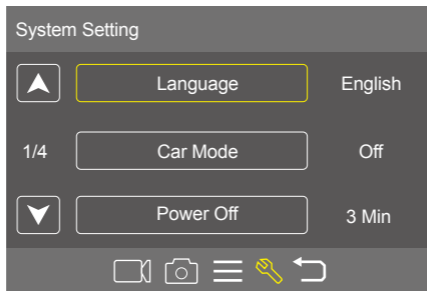 System Setting
Language English
1/4 Car Mode Off
Power Off 3 Min